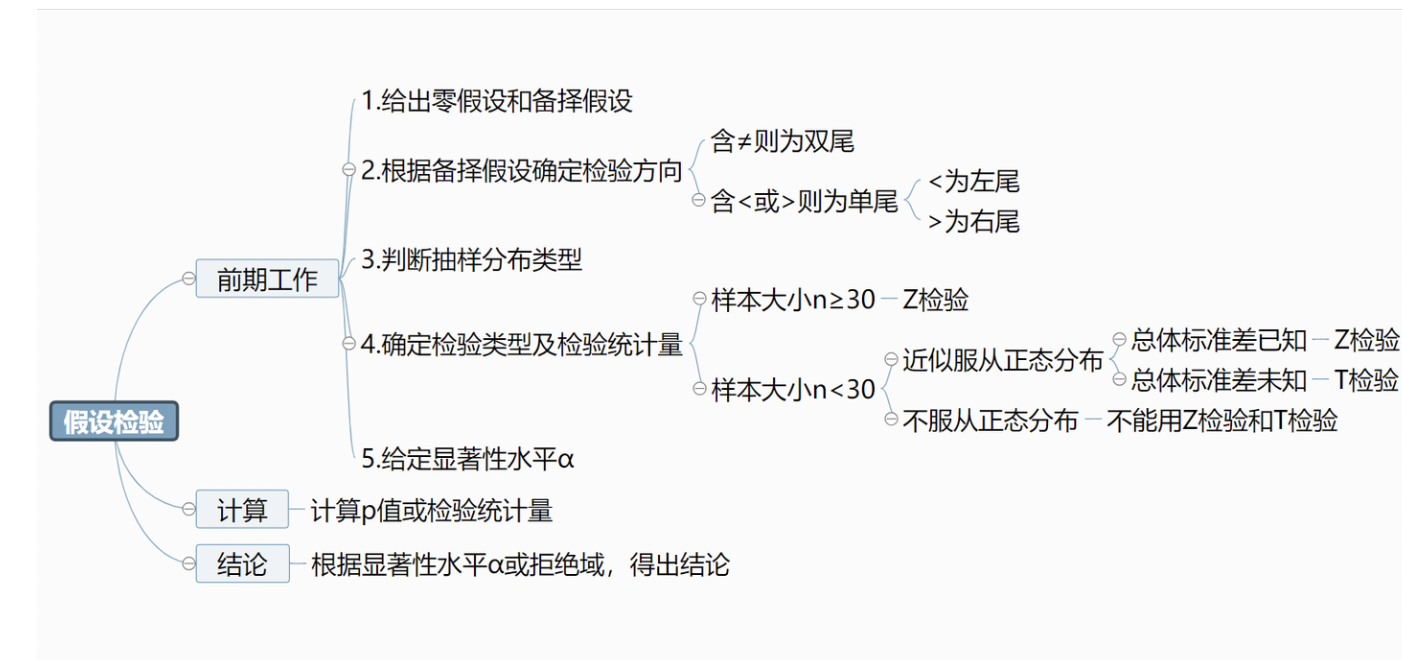 假设检验
前期工作
1.给出零假设和备择假设
2.根据备择假设确定检验方向
含≠则为双尾
含<或>则为单尾
<为左尾
>为右尾
3.判断抽样分布类型
4.确定检验类型及检验统计量
样本大小n≥30
Z检验
样本大小n<30
近似服从正态分布
总体标准差已知
Z检验
总体标准差未知
T检验
不服从正态分布
不能用Z检验和T检验
5.给定显著性水平α
计算
计算p值或检验统计量
结论
根据显著性水平α或拒绝域，得出结论